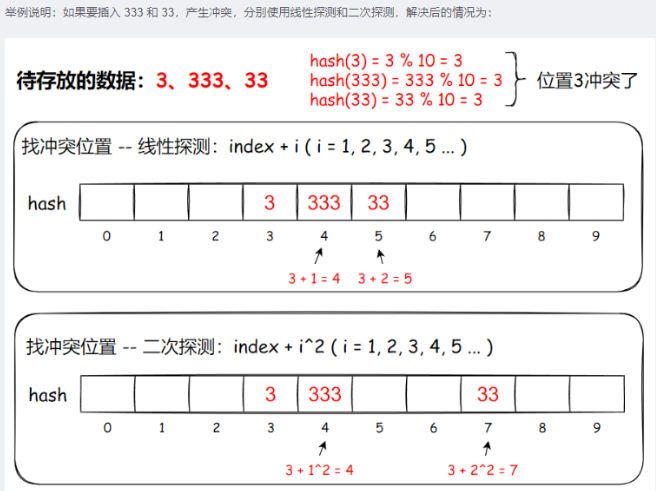 举例说明：如果要插入 333 和 33，产生冲突，分别使用线性探测和二次探测，解决后的情况为：
待存放的数据：3、333、33
hash(3) = 3 % 10 = 3
hash(333) = 333 % 10 = 3
hash(33) = 33 % 10 = 3
位置3冲突了
找冲突位置 -- 线性探测：index + i ( i = 1, 2, 3, 4, 5 ... )
hash 3 333 33
0 1 2 3 4 5 6 7 8 9
3 + 1 = 4 3 + 2 = 5
找冲突位置 -- 二次探测：index + i^2 ( i = 1, 2, 3, 4, 5 ... )
hash 3 333 33
0 1 2 3 4 5 6 7 8 9
3 + 1^2 = 4 3 + 2^2 = 7